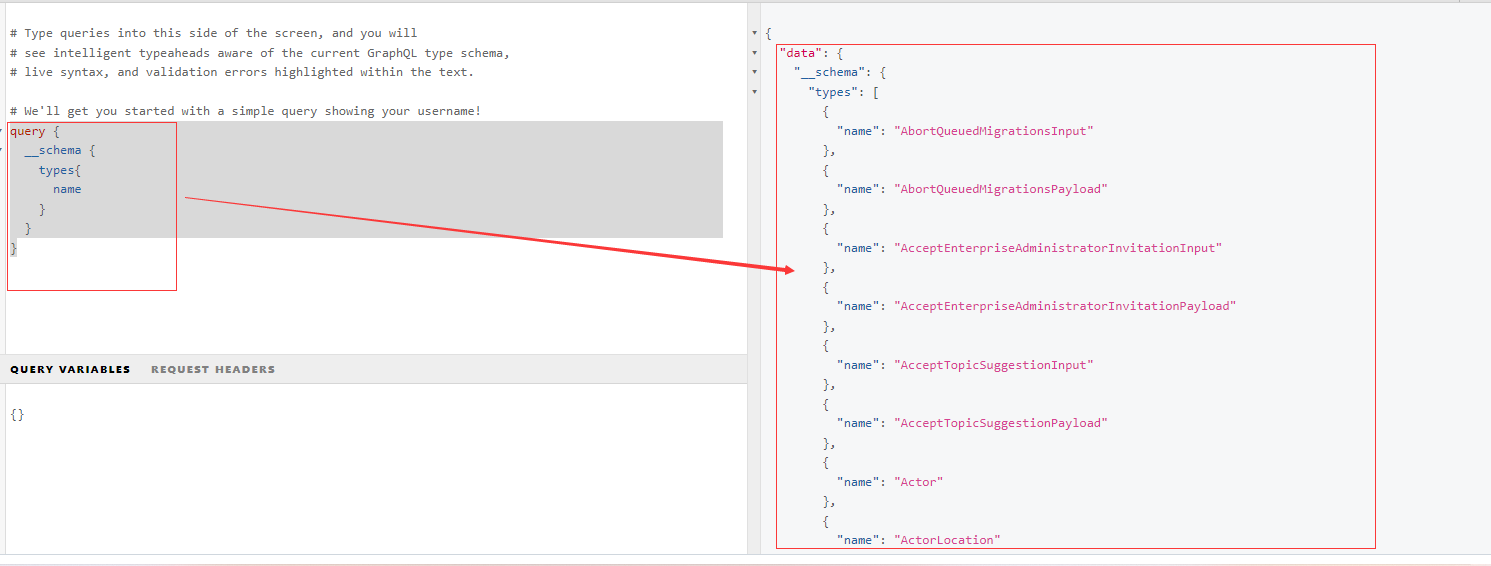 # Type queries into this side of the screen, and you will
# see intelligent typeaheads aware of the current GraphQL type schema,
# live syntax, and validation errors highlighted within the text.
# We'll get you started with a simple query showing your username!
query {
__schema {
types{
name
}
}
}
QUERY VARIABLES REQUEST HEADERS
{}
{
"data": {
"__schema": {
"types": [
{
"name": "AbortQueuedMigrationsInput"
},
{
"name": "AbortQueuedMigrationsPayload"
},
{
"name": "AcceptEnterpriseAdministratorInvitationInput"
},
{
"name": "AcceptEnterpriseAdministratorInvitationPayload"
},
{
"name": "AcceptTopicSuggestionInput"
},
{
"name": "AcceptTopicSuggestionPayload"
},
{
"name": "Actor"
},
{
"name": "ActorLocation"